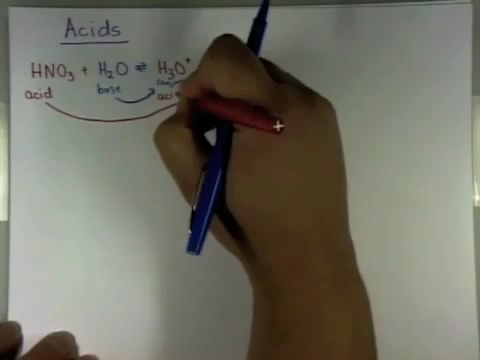 Acids
HNO₃ + H₂O ⇌ H₃O⁺
acid base